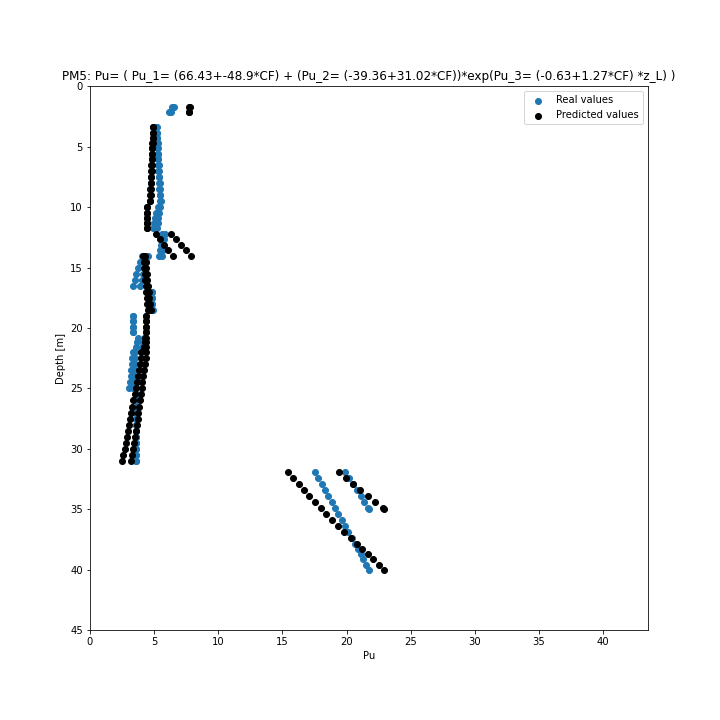 PM5: Pu= ( Pu_1= (66.43+-48.9*CF) + (Pu_2= (-39.36+31.02*CF))*exp(Pu_3= (-0.63+1.27*CF) *z_L) )
Real values
Predicted values
0
5
10
15
20
25
30
35
40
45
Depth [m]
0 5 10 15 20 25 30 35 40
Pu